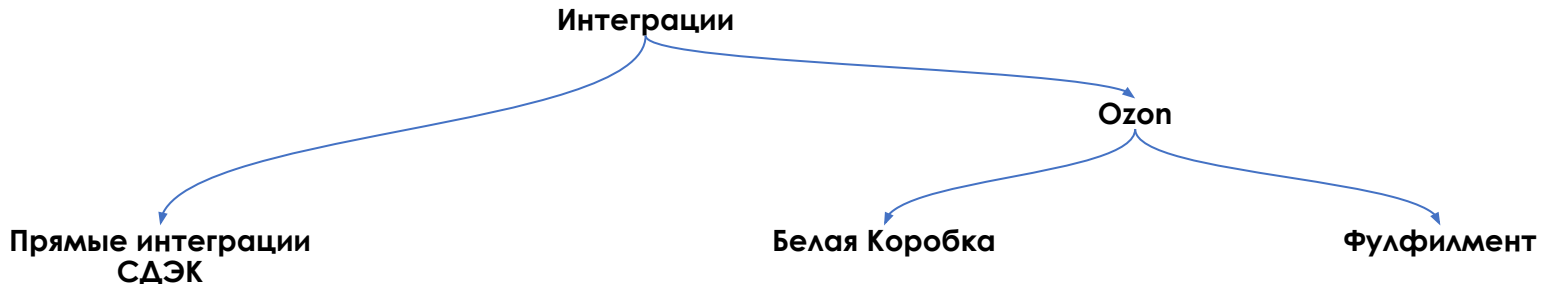 Интеграции
Ozon
Прямые интеграции
СДЭК
Белая Коробка
Фулфилмент